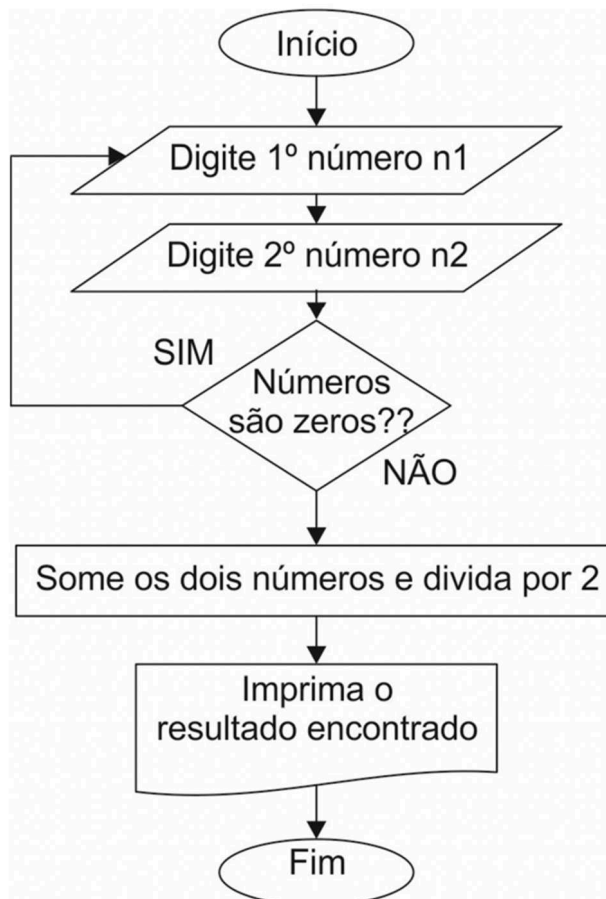 Início
Digite 1º número n1
Digite 2º número n2
SIM
Números
são zeros??
NÃO
Some os dois números e divida por 2
Imprima o
resultado encontrado
Fim